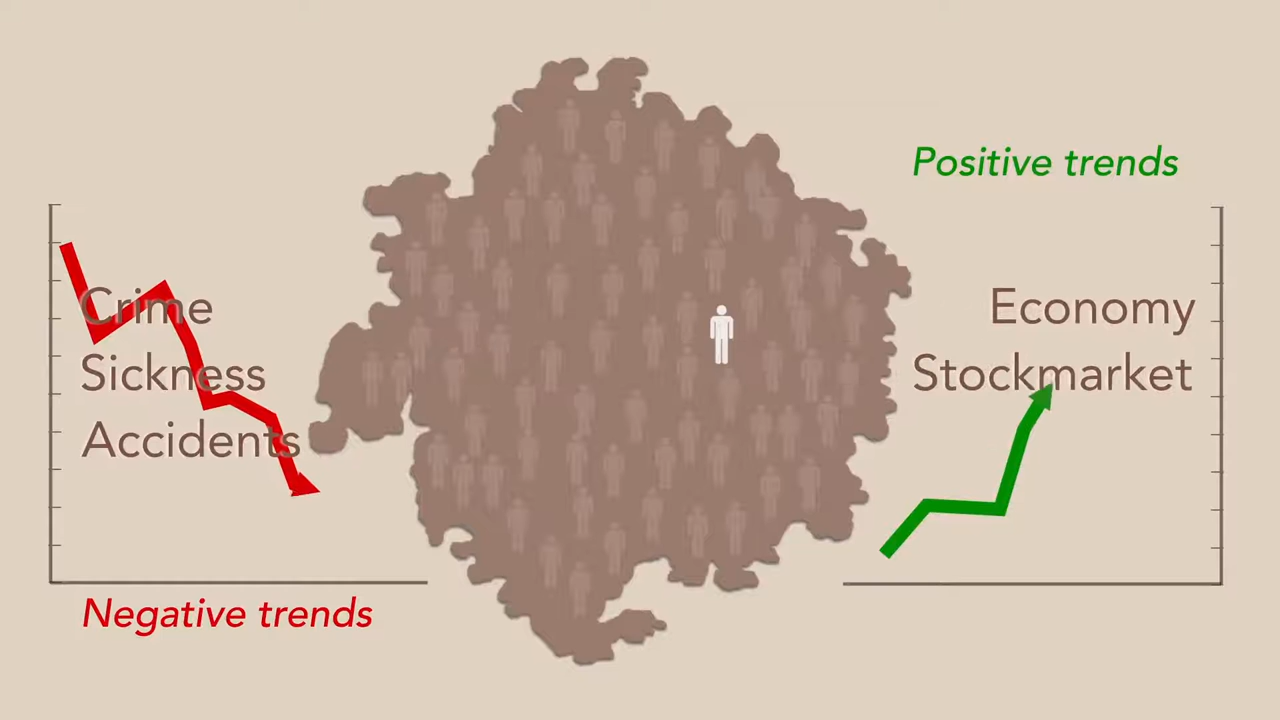 Positive trends
Crime
Sickness
Accidents
Economy
Stockmarket
Negative trends